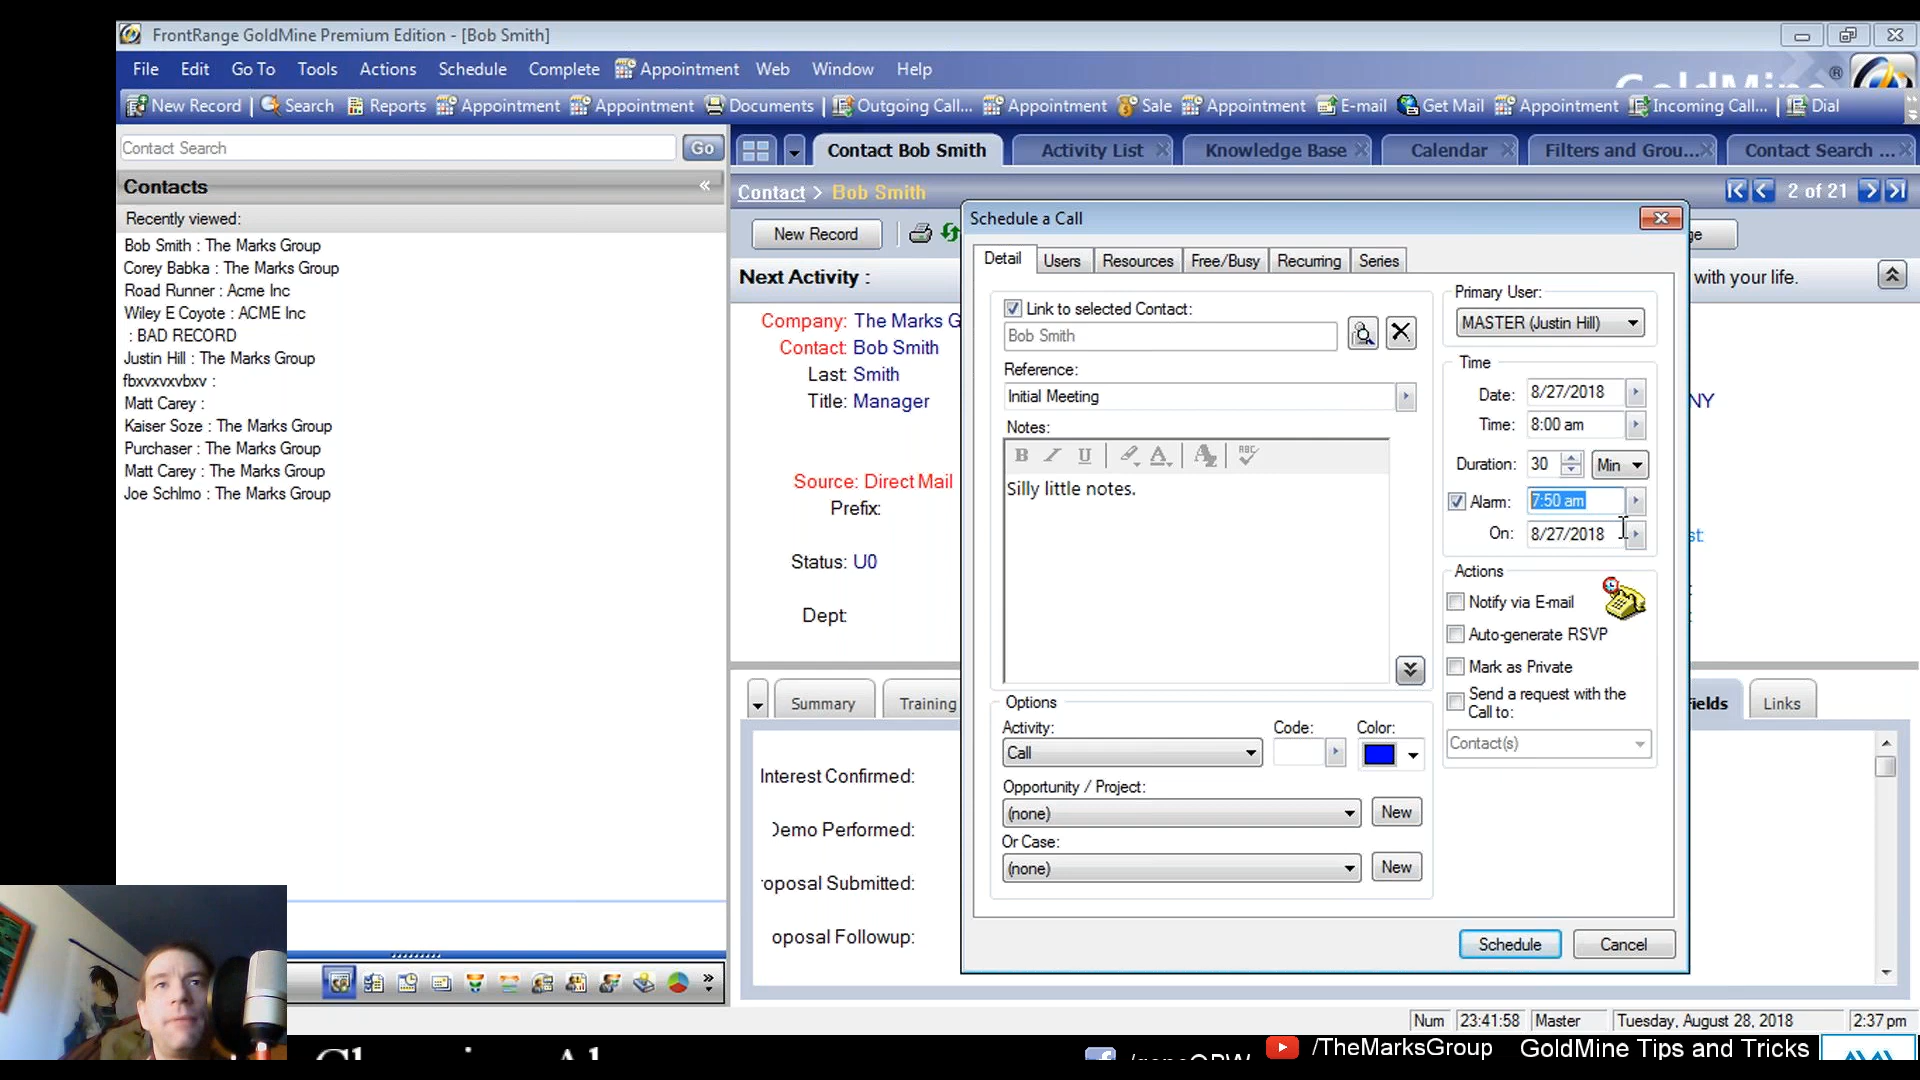 FrontRange GoldMine Premium Edition - [Bob Smith]
File Edit Go To Tools Actions Schedule Complete Appointment Web Window Help
New Record Search Reports Appointment Appointment Documents Outgoing Call... Appointment Sale Appointment E-mail Get Mail Appointment Incoming Call... Dial
Contact Search Go
Contact Bob Smith Activity List Knowledge Base Calendar Filters and Grou... Contact Search ...
Contacts
Contact > Bob Smith 2 of 21
Recently viewed:
Bob Smith : The Marks Group
Corey Babka : The Marks Group
Road Runner : Acme Inc
Wiley E Coyote : ACME Inc
: BAD RECORD
Justin Hill : The Marks Group
fbxvxvxvbxv :
Matt Carey :
Kaiser Soze : The Marks Group
Purchaser : The Marks Group
Matt Carey : The Marks Group
Joe Schlmo : The Marks Group
New Record
Next Activity : with your life.
Company: The Marks G
Contact: Bob Smith
Last: Smith
Title: Manager
NY
Source: Direct Mail
Prefix:
Status: U0
Dept:
Summary Training Links
Interest Confirmed:
Demo Performed:
oposal Submitted:
oposal Followup:
Schedule a Call
Detail Users Resources Free/Busy Recurring Series
Link to selected Contact:
Bob Smith
Reference:
Initial Meeting
Notes:
B I U ABC
Silly little notes.
Options
Activity: Code: Color:
Call
Opportunity / Project:
(none) New
Or Case:
(none) New
Primary User:
MASTER (Justin Hill)
Time
Date: 8/27/2018
Time: 8:00 am
Duration: 30 Min
Alarm: 7:50 am
On: 8/27/2018
Actions
Notify via E-mail
Auto-generate RSVP
Mark as Private
Send a request with the
Call to:
Contact(s)
Schedule Cancel
Num 23:41:58 Master Tuesday, August 28, 2018 2:37 pm
/TheMarksGroup GoldMine Tips and Tricks